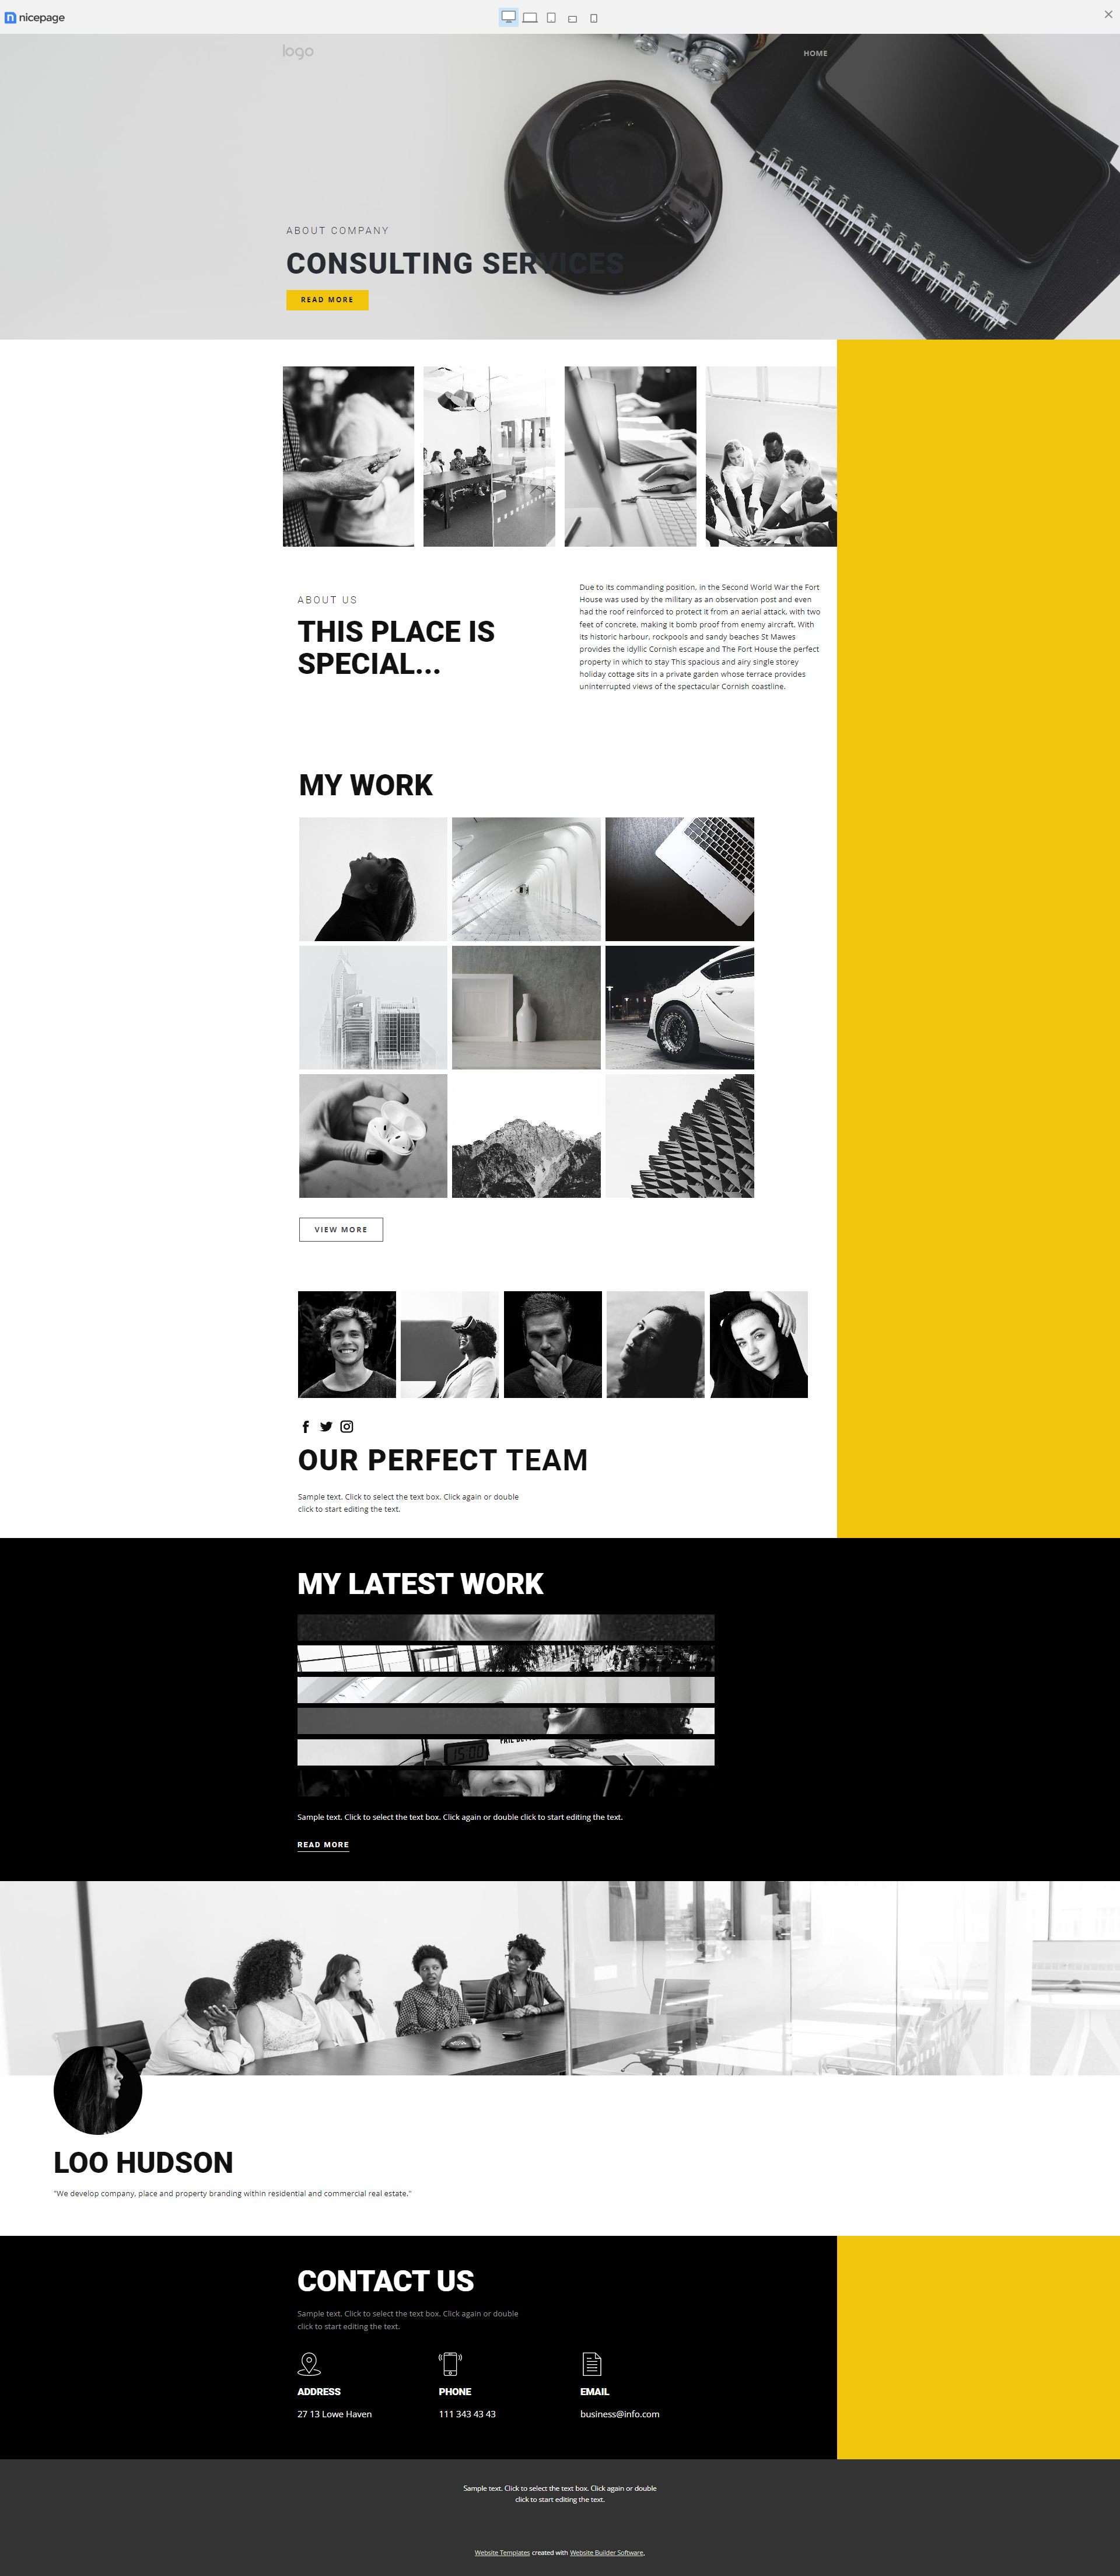 nicepage
logo
HOME
ABOUT COMPANY
CONSULTING SERVICES
READ MORE
ABOUT US
THIS PLACE IS
SPECIAL...
Due to its commanding position, in the Second World War the Fort
House was used by the military as an observation post and even
had the roof reinforced to protect it from an aerial attack, with two
feet of concrete, making it bomb proof from enemy aircraft. With
its historic harbour, rockpools and sandy beaches St Mawes
provides the idyllic Cornish escape and The Fort House the perfect
property in which to stay This spacious and airy single storey
holiday cottage sits in a private garden whose terrace provides
uninterrupted views of the spectacular Cornish coastline.
MY WORK
VIEW MORE
OUR PERFECT TEAM
Sample text. Click to select the text box. Click again or double
click to start editing the text.
MY LATEST WORK
15:00
Sample text. Click to select the text box. Click again or double click to start editing the text.
READ MORE
LOO HUDSON
"We develop company, place and property branding within residential and commercial real estate."
CONTACT US
Sample text. Click to select the text box. Click again or double
click to start editing the text.
ADDRESS
27 13 Lowe Haven
PHONE
111 343 43 43
EMAIL
business@info.com
Sample text. Click to select the text box. Click again or double
click to start editing the text.
Website Templates created with Website Builder Software.